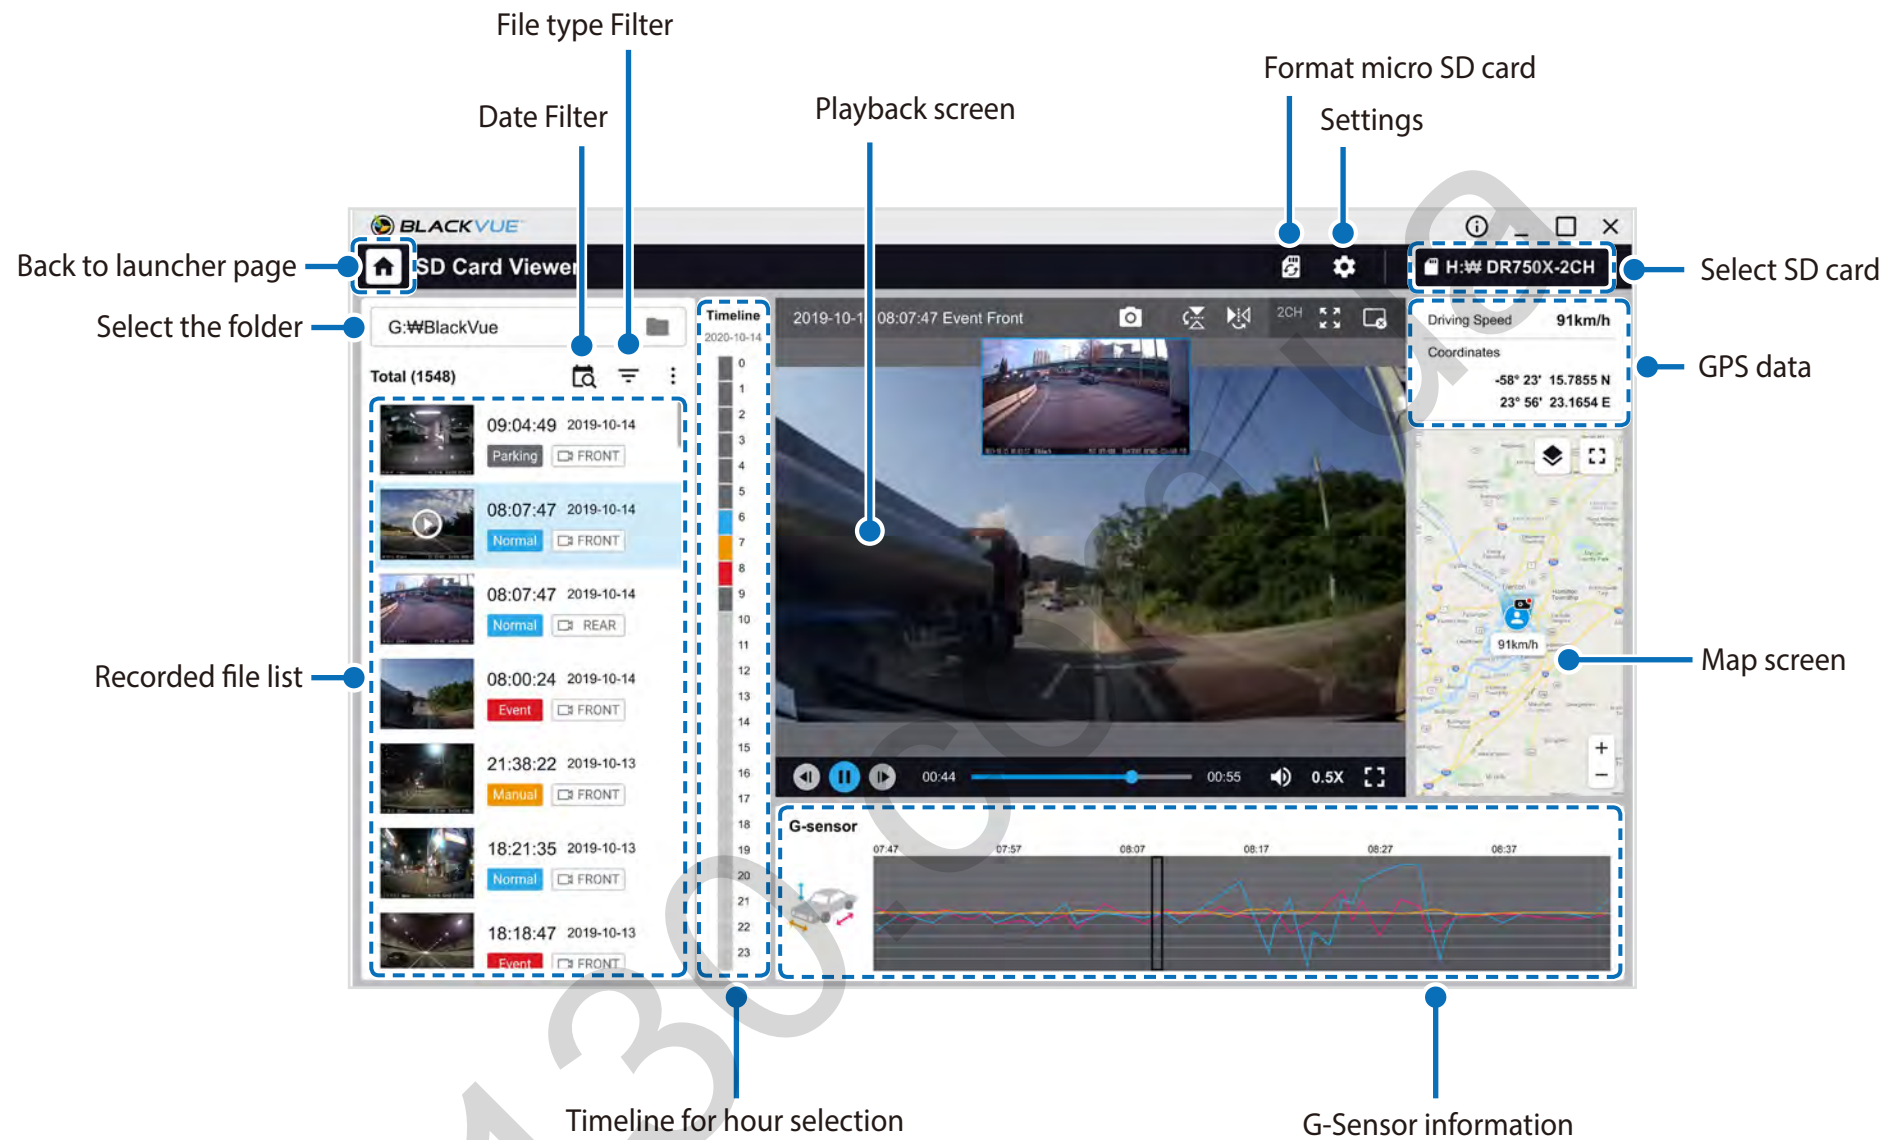 File type Filter
Format micro SD card
Date Filter
Playback screen
Settings
BLACKVUE
Back to launcher page
SD Card Viewer
H:₩ DR750X-2CH
Select SD card
Select the folder
G:₩BlackVue
Total (1548)
09:04:49 2019-10-14
Parking FRONT
08:07:47 2019-10-14
Normal FRONT
08:07:47 2019-10-14
Normal REAR
Recorded file list
08:00:24 2019-10-14
Event FRONT
21:38:22 2019-10-13
Manual FRONT
18:21:35 2019-10-13
Normal FRONT
18:18:47 2019-10-13
Event FRONT
Timeline
2020-10-14
0
1
2
3
4
5
6
7
8
9
10
11
12
13
14
15
16
17
18
19
20
21
22
23
2019-10-1 08:07:47 Event Front
2CH
00:44
00:55
0.5X
Driving Speed 91km/h
Coordinates
-58° 23' 15.7855 N
23° 56' 23.1654 E
GPS data
91km/h
Map screen
+
−
G-sensor
07:47 07:57 08:07 08:17 08:27 08:37
Timeline for hour selection
G-Sensor information